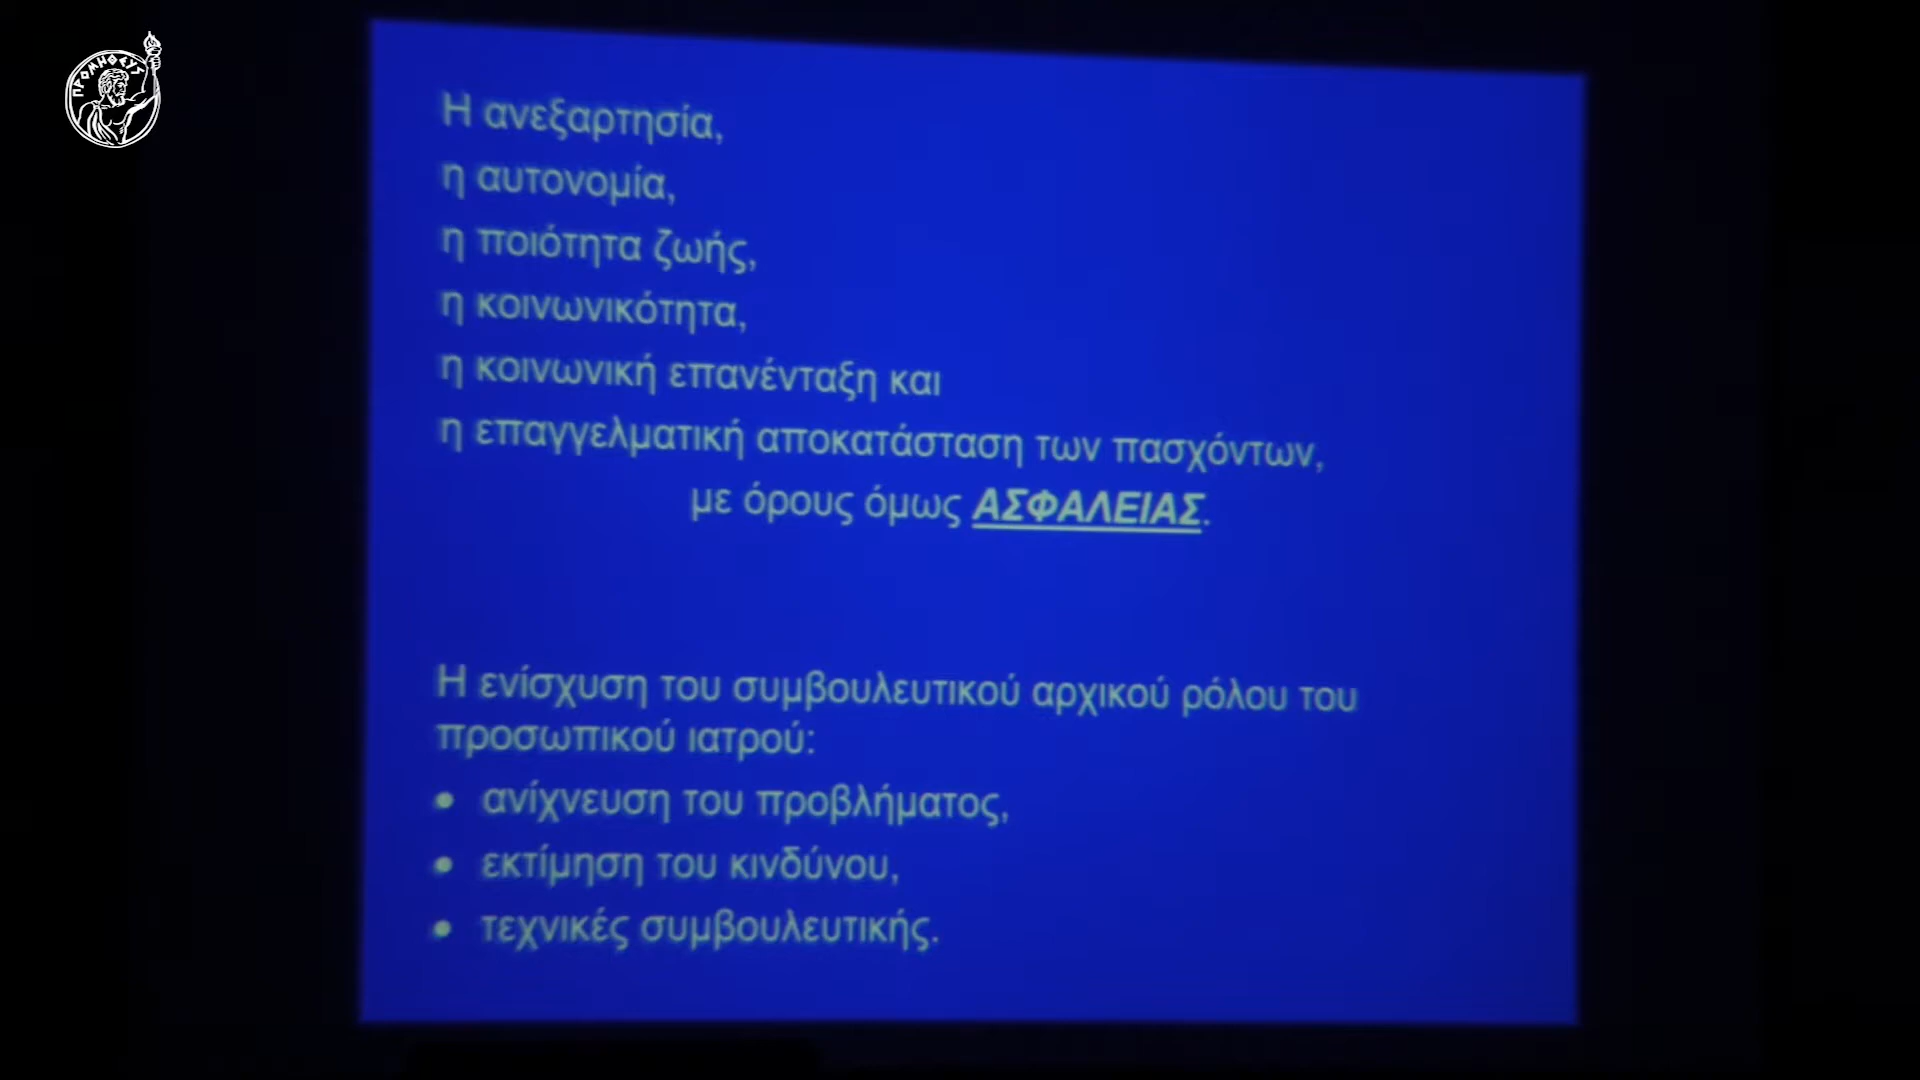 ΠΡΟΜΗΘΕΥΣ
Η ανεξαρτησία,
η αυτονομία,
η ποιότητα ζωής,
η κοινωνικότητα,
η κοινωνική επανένταξη και
η επαγγελματική αποκατάσταση των πασχόντων,
με όρους όμως ΑΣΦΑΛΕΙΑΣ.
Η ενίσχυση του συμβουλευτικού αρχικού ρόλου του
προσωπικού ιατρού:
• ανίχνευση του προβλήματος,
• εκτίμηση του κινδύνου,
• τεχνικές συμβουλευτικής.